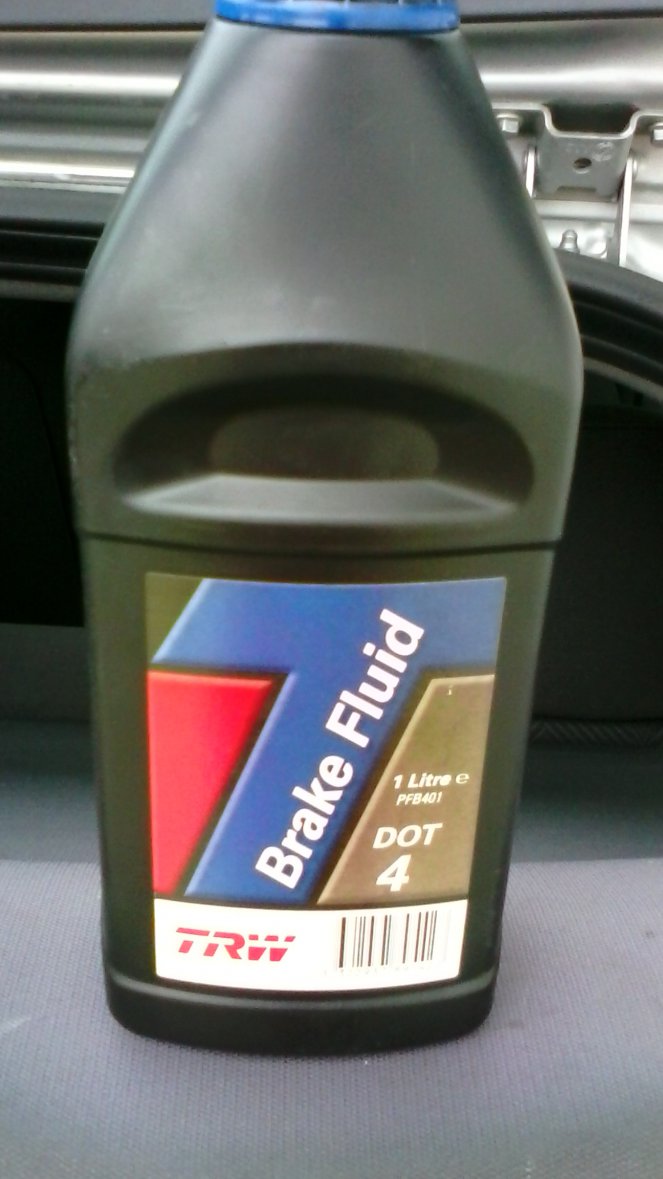 Brake Fluid
1 Litre e
PFB401
DOT
4
TRW